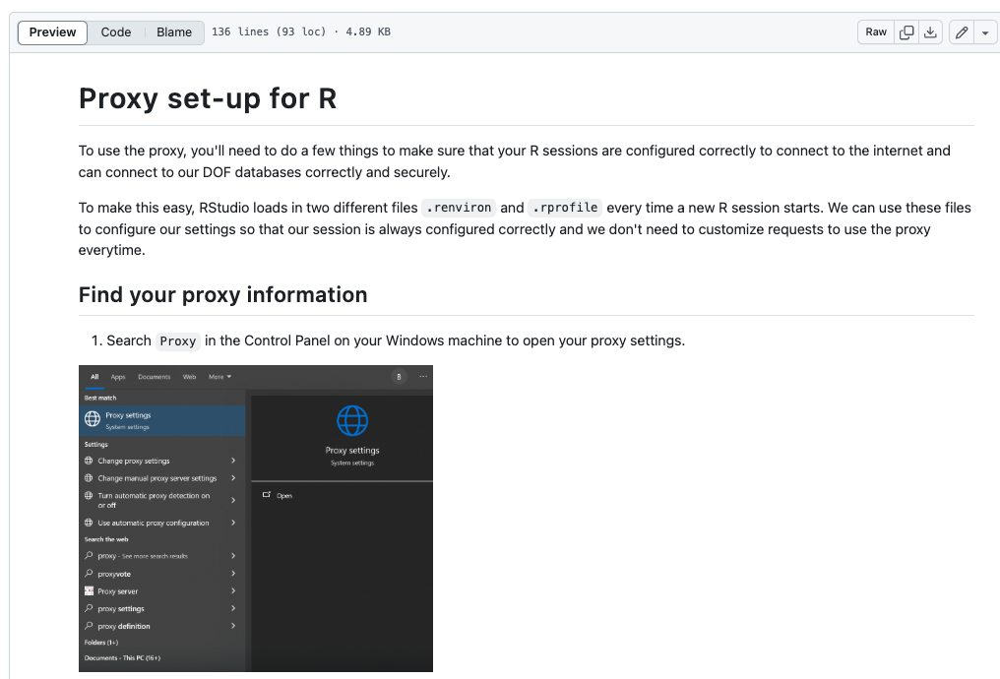 Preview Code Blame 136 lines (93 loc) · 4.89 KB Raw
Proxy set-up for R
To use the proxy, you'll need to do a few things to make sure that your R sessions are configured correctly to connect to the internet and
can connect to our DOF databases correctly and securely.
To make this easy, RStudio loads in two different files .renviron and .rprofile every time a new R session starts. We can use these files
to configure our settings so that our session is always configured correctly and we don't need to customize requests to use the proxy
everytime.
Find your proxy information
1. Search Proxy in the Control Panel on your Windows machine to open your proxy settings.
All Apps Documents Web More B ...
Best match
Proxy settings
System settings
Settings
Change proxy settings
Change manual proxy server settings
Turn automatic proxy detection on
or off
Use automatic proxy configuration
Search the web
proxy - See more search results
proxyvote
Proxy server
proxy settings
proxy definition
Folders (1+)
Documents - This PC (16+)
Proxy settings
System settings
Open